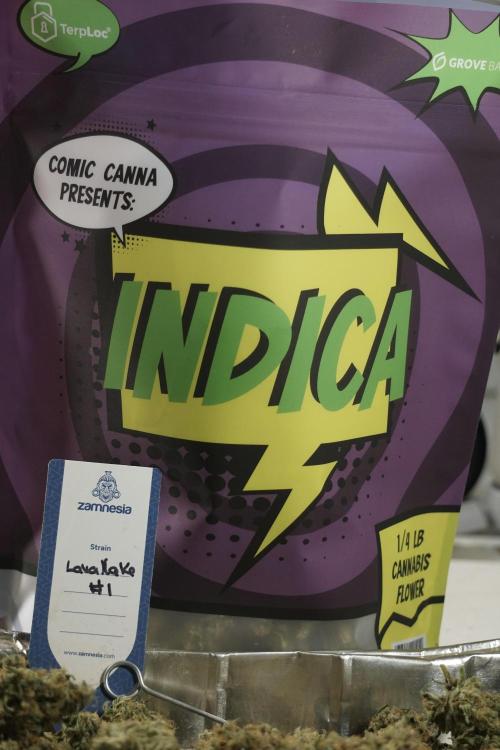 TerpLoc®
GROVE BA
COMIC CANNA
PRESENTS:
INDICA
zamnesia
Strain
Lava Kake
#1
www.zamnesia.com
1/4 LB
CANNABIS
FLOWER